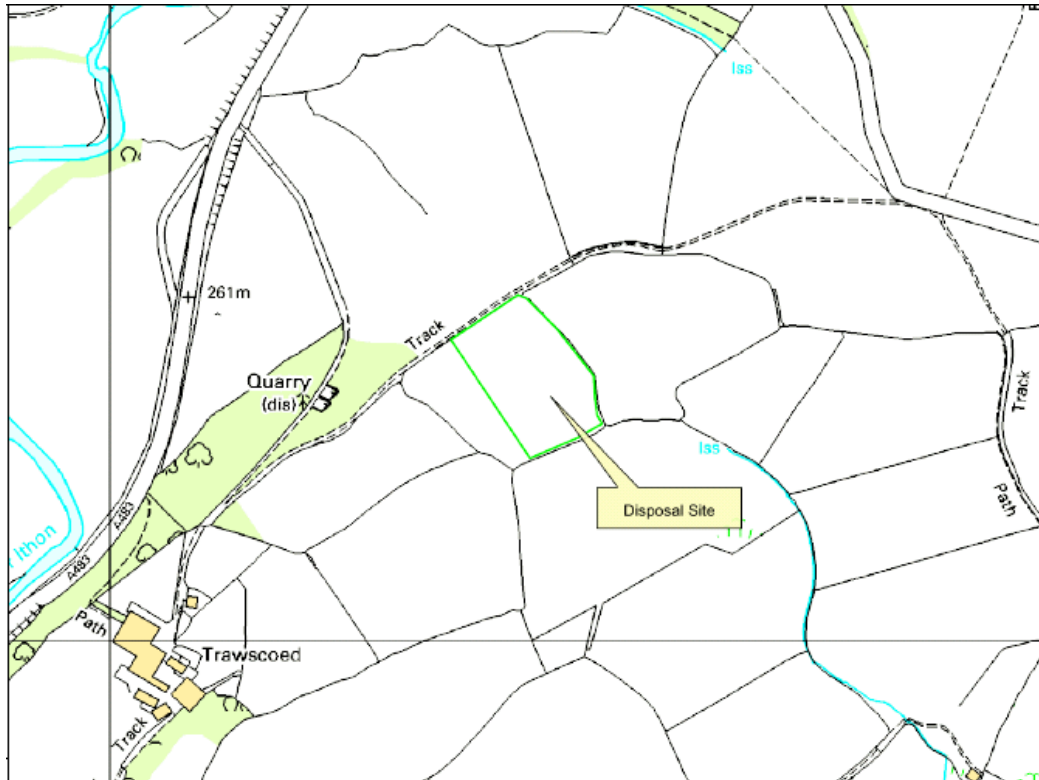 Iss
261m
Track
Quarry
(dis)
Track
Iss
Path
Disposal Site
A483
Ithon
A483
Path
Trawscoed
Track